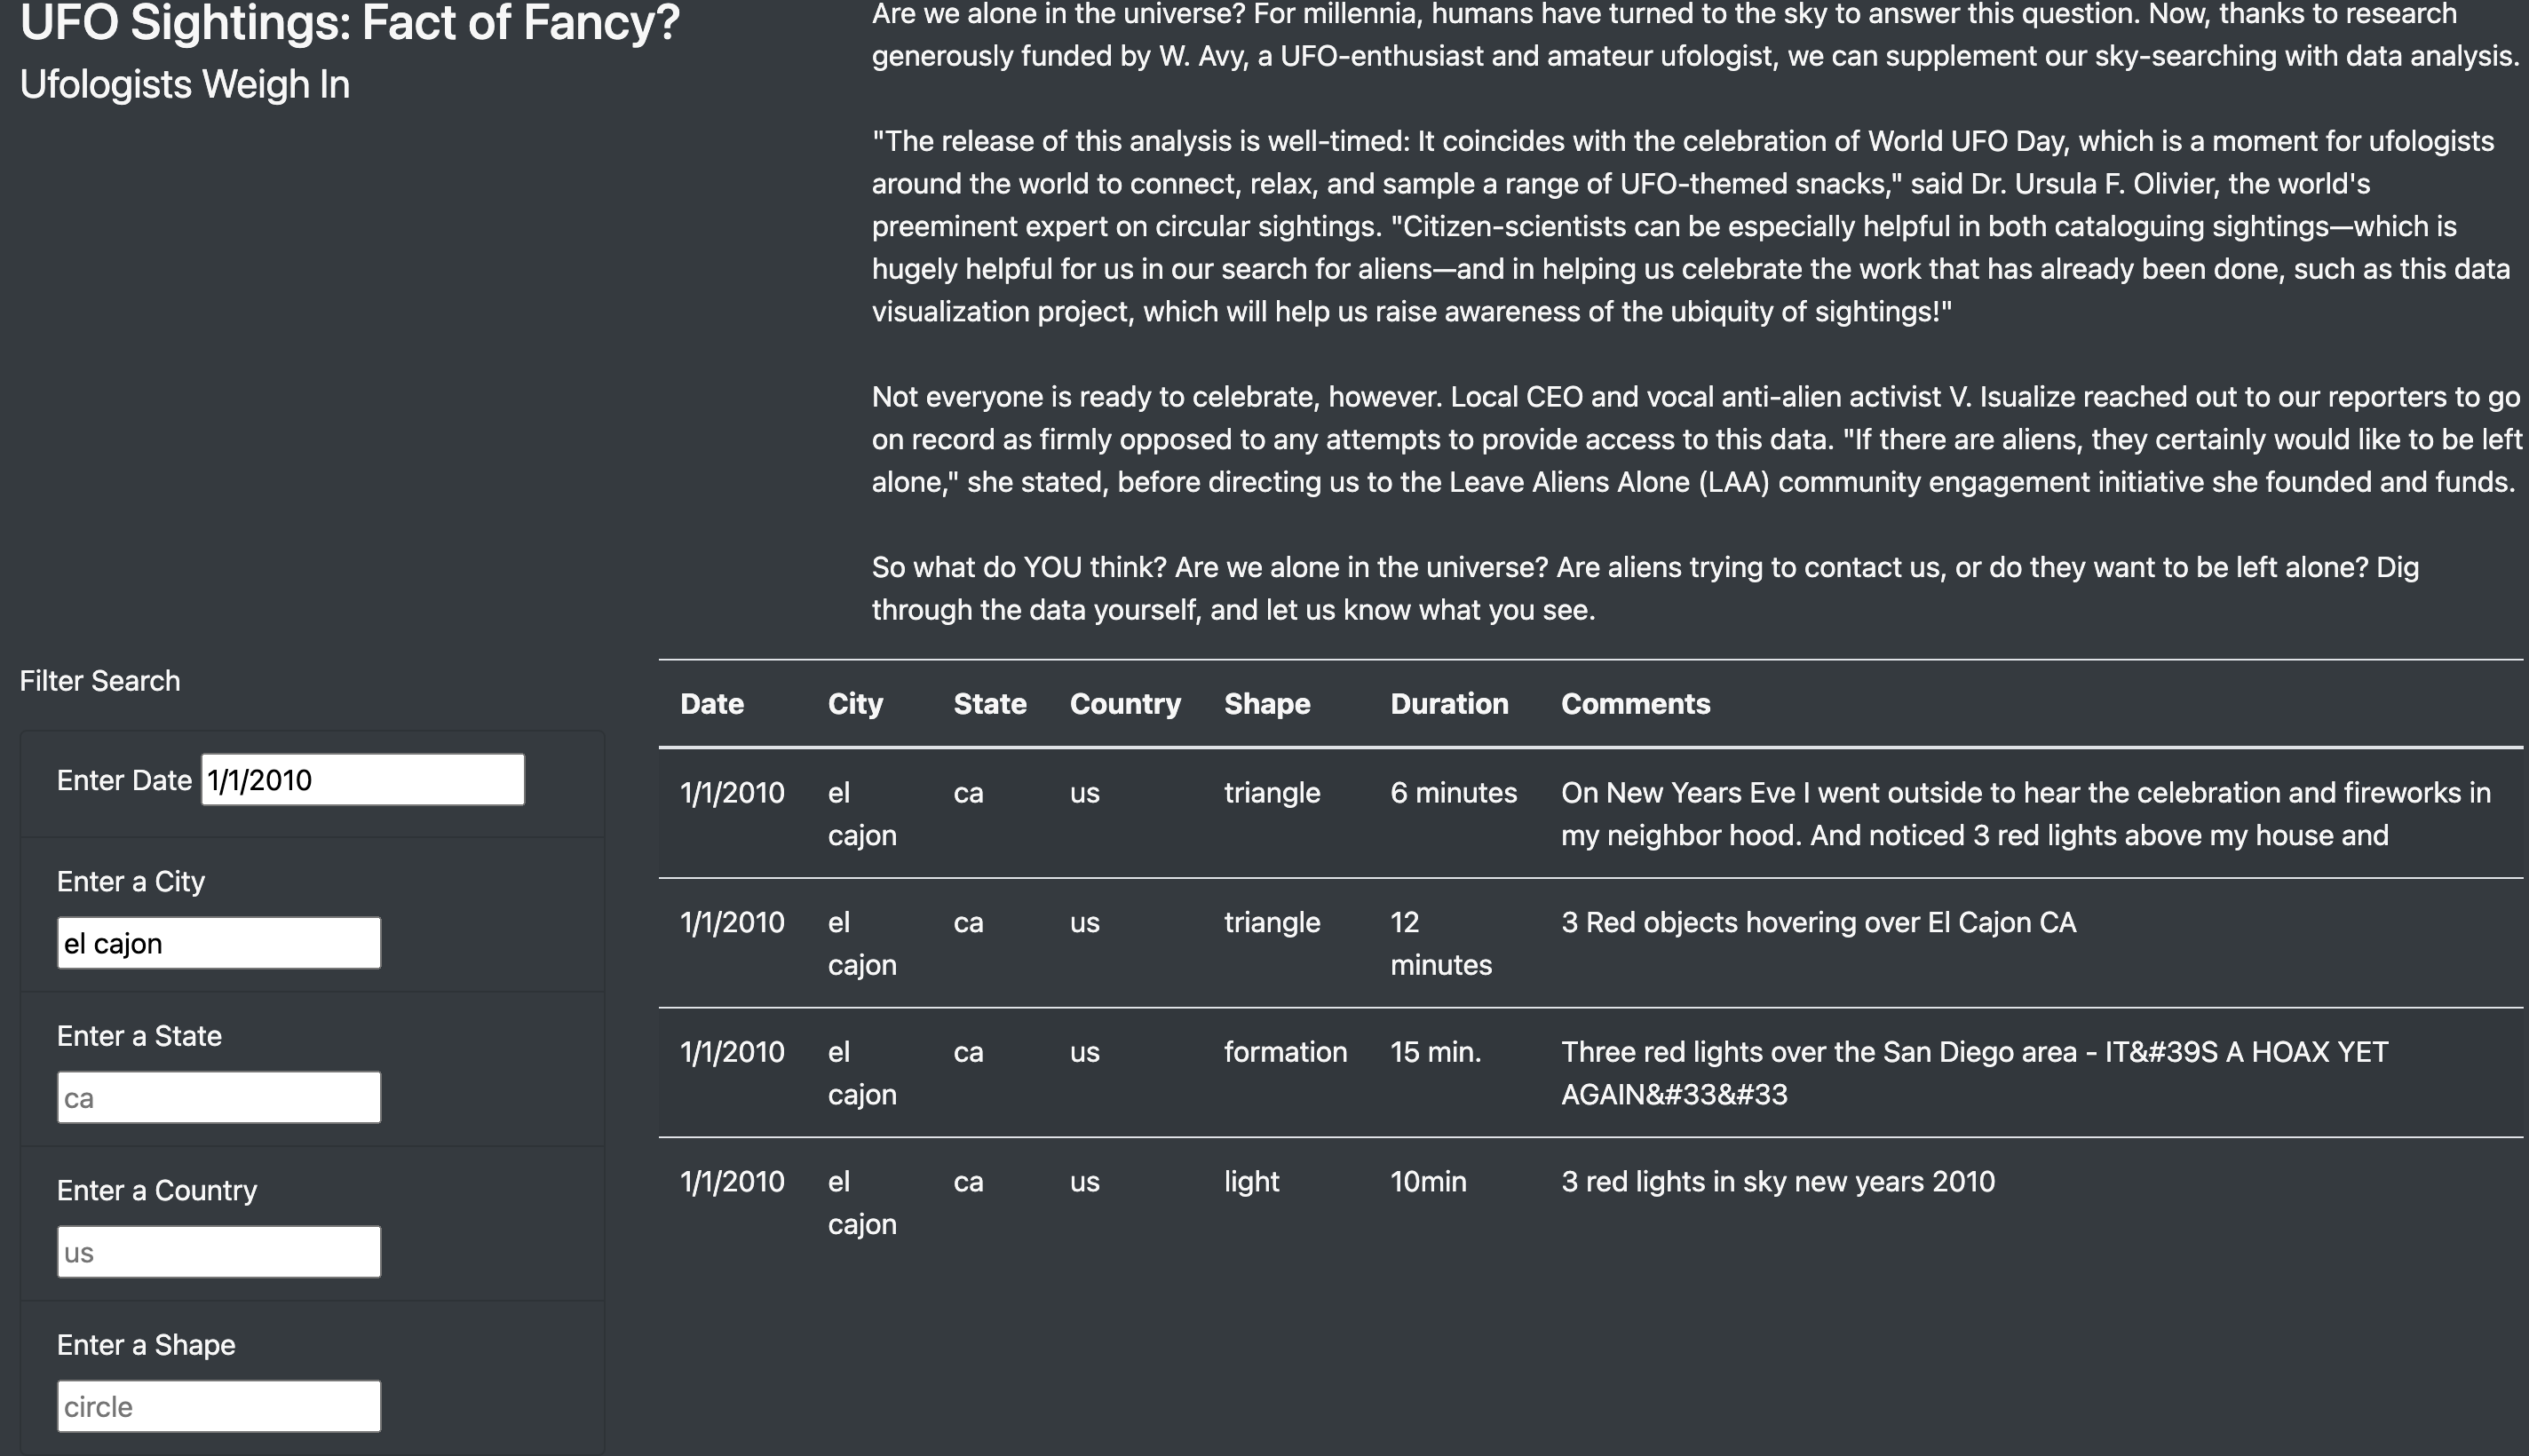 UFO Sightings: Fact of Fancy?
Ufologists Weigh In
Are we alone in the universe? For millennia, humans have turned to the sky to answer this question. Now, thanks to research
generously funded by W. Avy, a UFO-enthusiast and amateur ufologist, we can supplement our sky-searching with data analysis.
"The release of this analysis is well-timed: It coincides with the celebration of World UFO Day, which is a moment for ufologists
around the world to connect, relax, and sample a range of UFO-themed snacks," said Dr. Ursula F. Olivier, the world's
preeminent expert on circular sightings. "Citizen-scientists can be especially helpful in both cataloguing sightings—which is
hugely helpful for us in our search for aliens—and in helping us celebrate the work that has already been done, such as this data
visualization project, which will help us raise awareness of the ubiquity of sightings!"
Not everyone is ready to celebrate, however. Local CEO and vocal anti-alien activist V. Isualize reached out to our reporters to go
on record as firmly opposed to any attempts to provide access to this data. "If there are aliens, they certainly would like to be left
alone," she stated, before directing us to the Leave Aliens Alone (LAA) community engagement initiative she founded and funds.
So what do YOU think? Are we alone in the universe? Are aliens trying to contact us, or do they want to be left alone? Dig
through the data yourself, and let us know what you see.
Filter Search
Enter Date 1/1/2010
Enter a City
el cajon
Enter a State
ca
Enter a Country
us
Enter a Shape
circle
Date City State Country Shape Duration Comments
1/1/2010 el ca us triangle 6 minutes On New Years Eve I went outside to hear the celebration and fireworks in
cajon my neighbor hood. And noticed 3 red lights above my house and
1/1/2010 el ca us triangle 12 3 Red objects hovering over El Cajon CA
cajon minutes
1/1/2010 el ca us formation 15 min. Three red lights over the San Diego area - IT&#39S A HOAX YET
cajon AGAIN&#33&#33
1/1/2010 el ca us light 10min 3 red lights in sky new years 2010
cajon